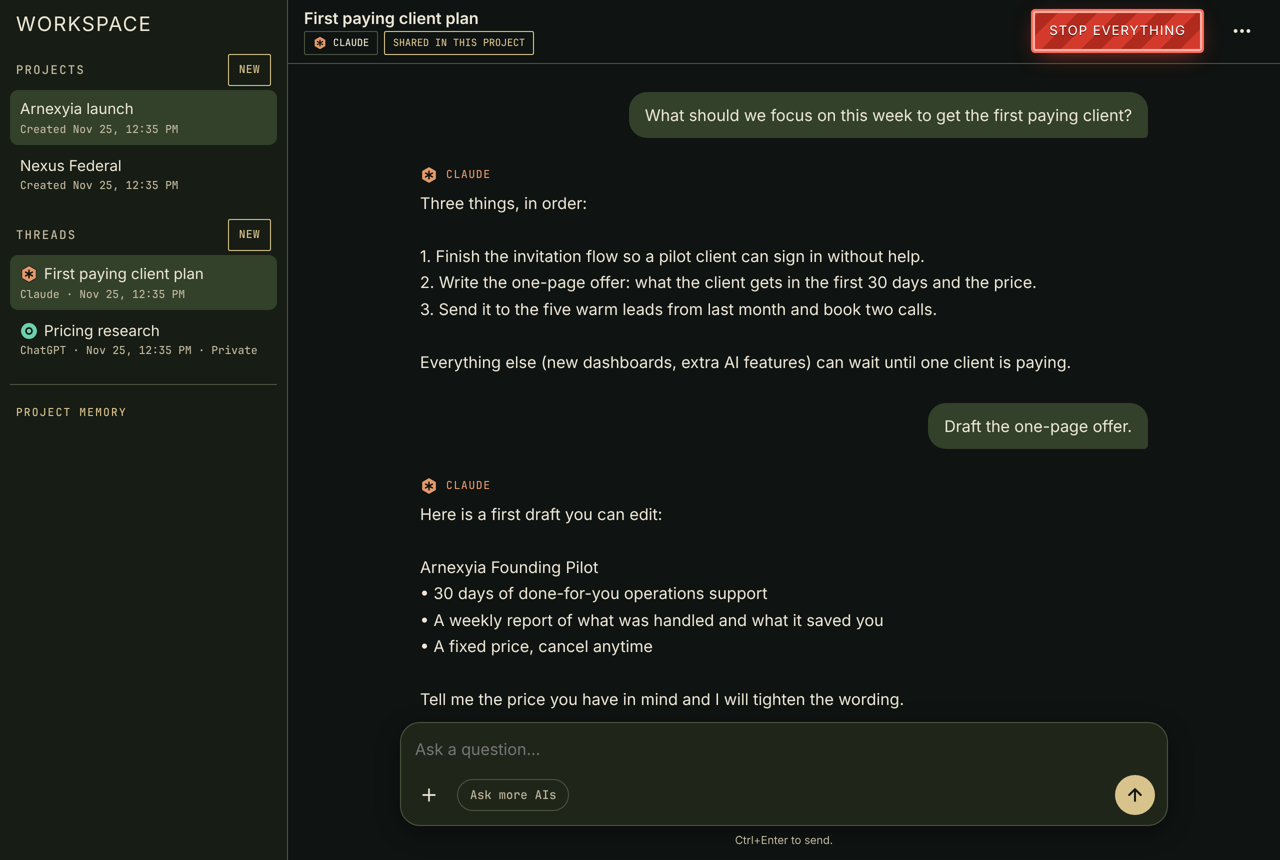 WORKSPACE
PROJECTS
NEW
Arnexyia launch
Created Nov 25, 12:35 PM
Nexus Federal
Created Nov 25, 12:35 PM
THREADS
NEW
First paying client plan
Claude · Nov 25, 12:35 PM
Pricing research
ChatGPT · Nov 25, 12:35 PM · Private
PROJECT MEMORY
First paying client plan
CLAUDE
SHARED IN THIS PROJECT
STOP EVERYTHING
What should we focus on this week to get the first paying client?
CLAUDE
Three things, in order:
1. Finish the invitation flow so a pilot client can sign in without help.
2. Write the one-page offer: what the client gets in the first 30 days and the price.
3. Send it to the five warm leads from last month and book two calls.
Everything else (new dashboards, extra AI features) can wait until one client is paying.
Draft the one-page offer.
CLAUDE
Here is a first draft you can edit:
Arnexyia Founding Pilot
• 30 days of done-for-you operations support
• A weekly report of what was handled and what it saved you
• A fixed price, cancel anytime
Tell me the price you have in mind and I will tighten the wording.
Ask a question...
Ask more AIs
Ctrl+Enter to send.